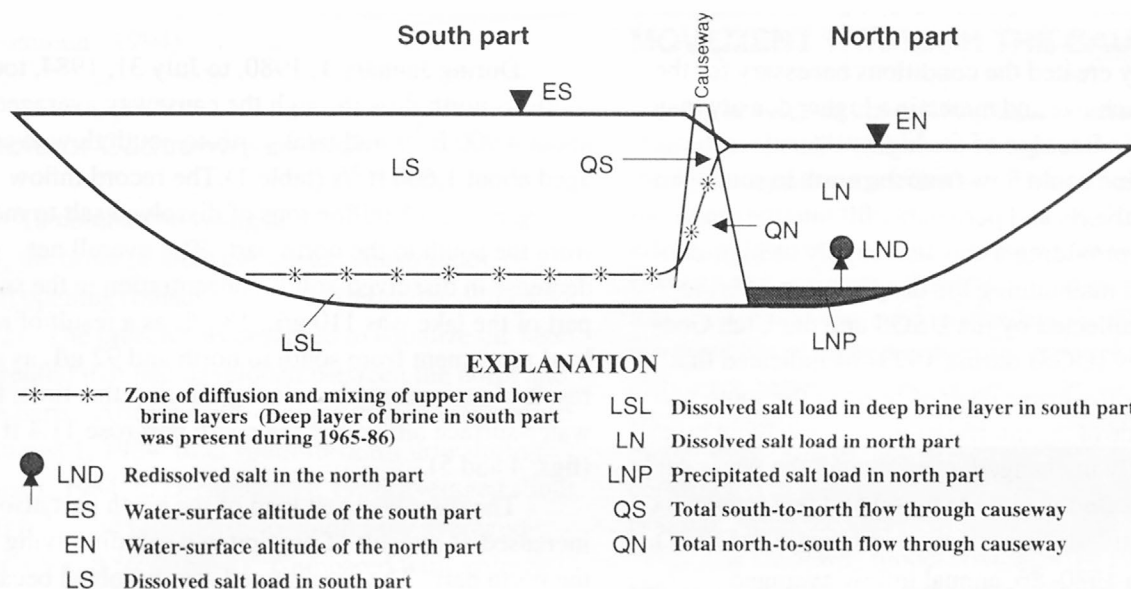 South part
Causeway
North part
ES
EN
LS
QS
LN
QN
LND
LSL
LNP
EXPLANATION
Zone of diffusion and mixing of upper and lower
brine layers (Deep layer of brine in south part
was present during 1965-86)
LND Redissolved salt in the north part
ES Water-surface altitude of the south part
EN Water-surface altitude of the north part
LS Dissolved salt load in south part
LSL Dissolved salt load in deep brine layer in south part
LN Dissolved salt load in north part
LNP Precipitated salt load in north part
QS Total south-to-north flow through causeway
QN Total north-to-south flow through causeway